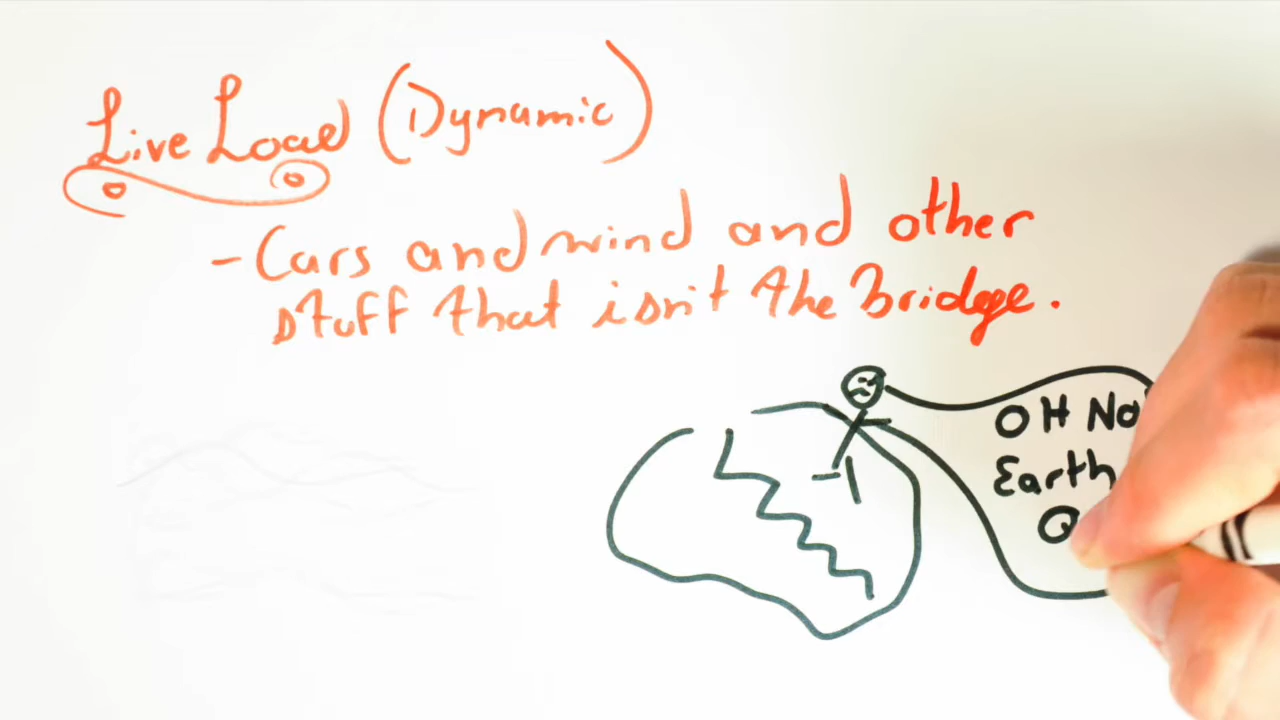 Live Load (Dynamic)
- Cars and wind and other
stuff that isn't the Bridge.
OH No
Earth
Q